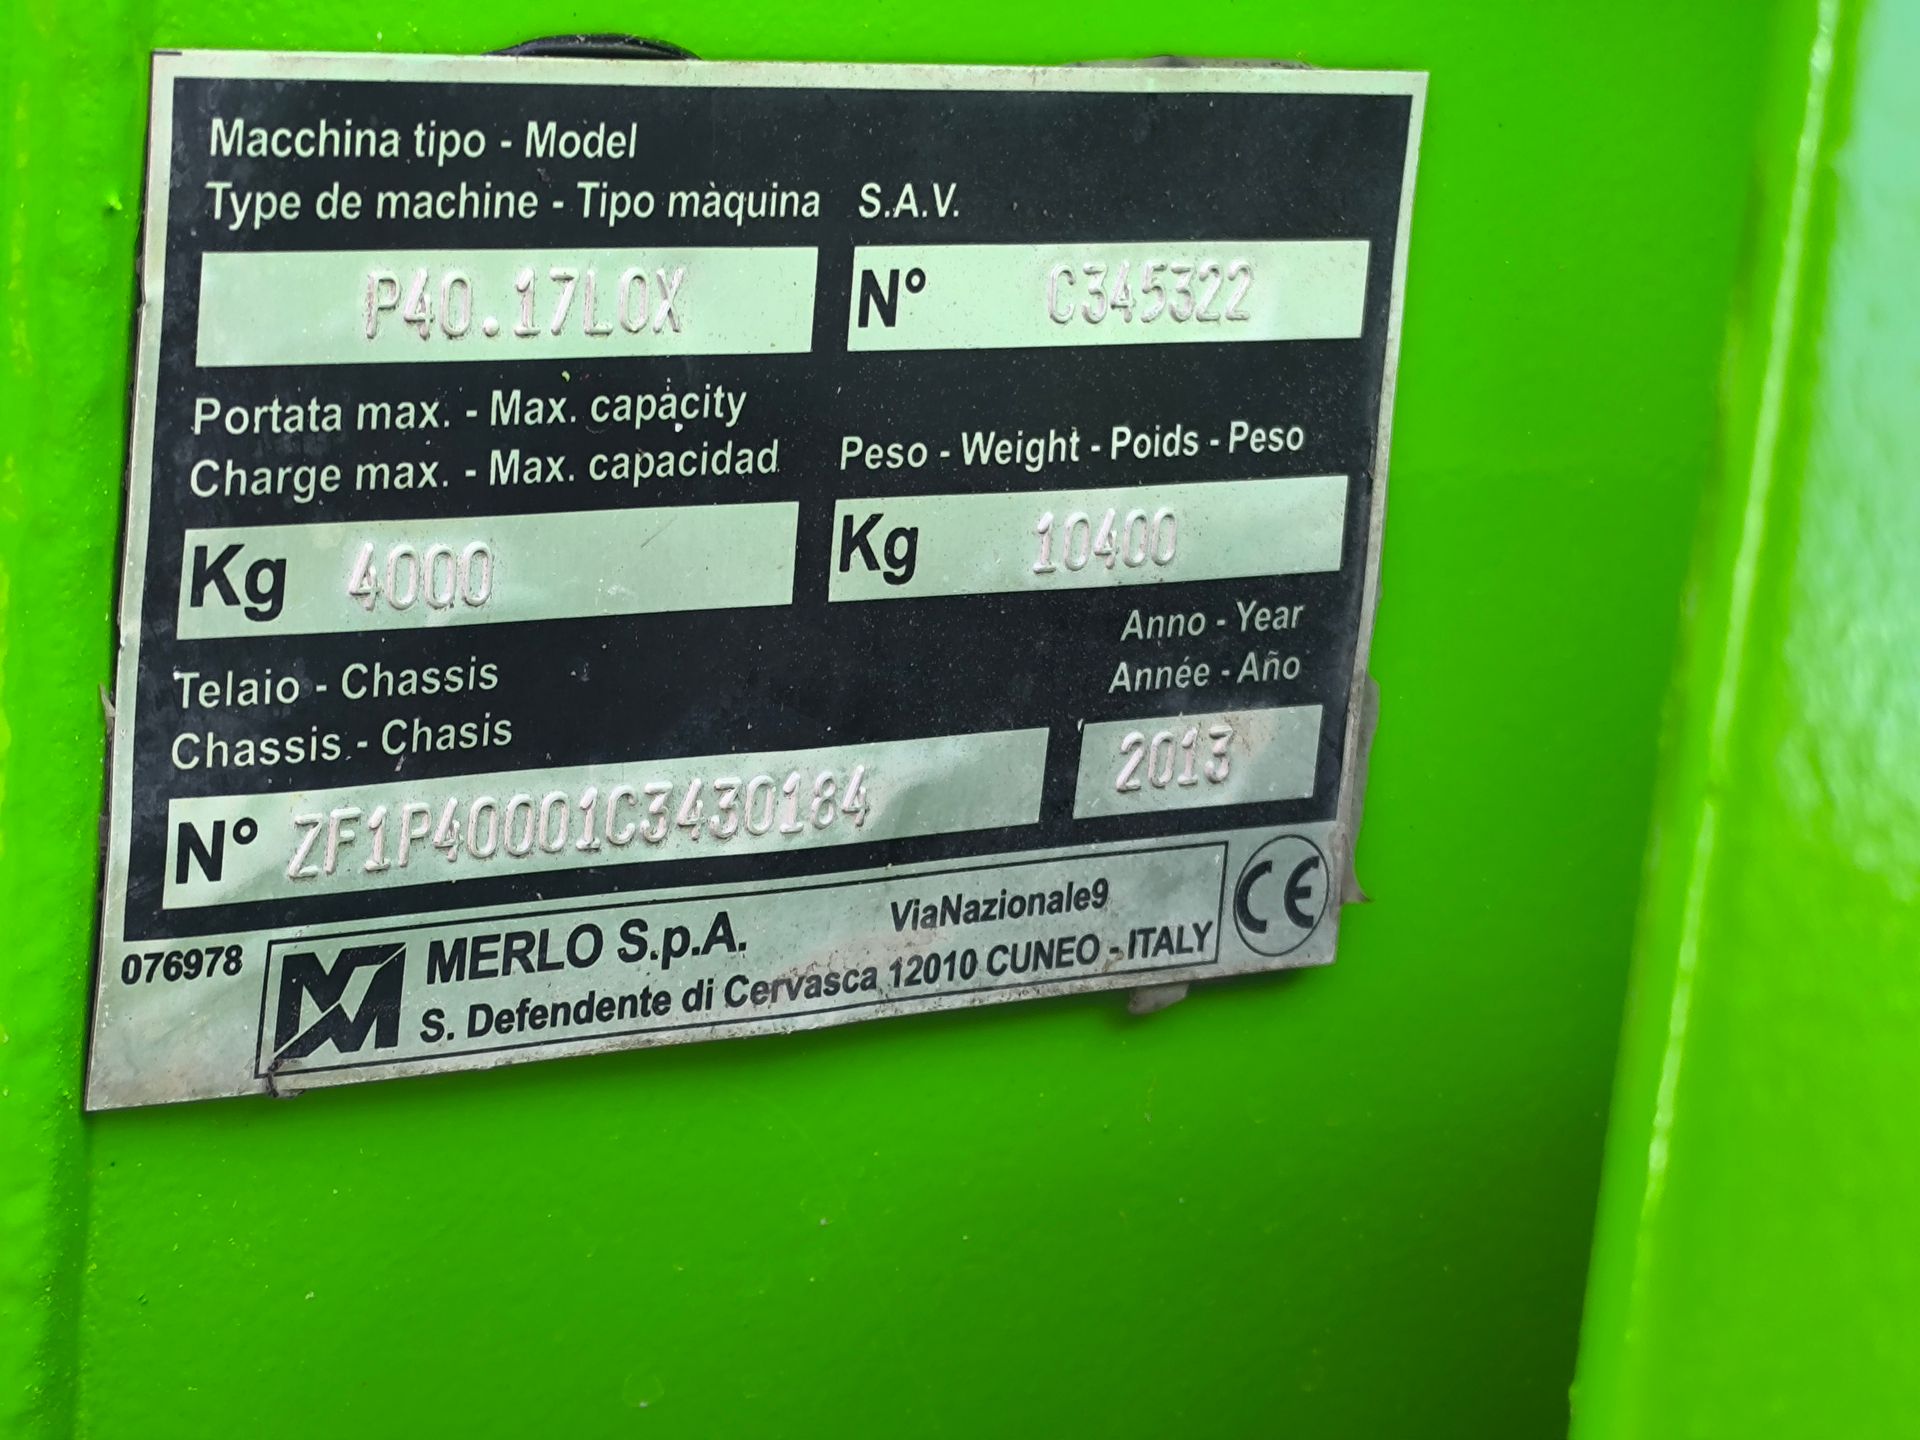 Macchina tipo - Model
Type de machine - Tipo màquina S.A.V.
P40.17LOX N° C345322
Portata max. - Max. capacity
Charge max. - Max. capacidad Peso - Weight - Poids - Peso
Kg 4000 Kg 10400
Anno - Year
Telaio - Chassis Année - Año
Chassis - Chasis
N° ZF1P40001C3430184 2013
076978 MERLO S.p.A. ViaNazionale9 CE
S. Defendente di Cervasca 12010 CUNEO - ITALY